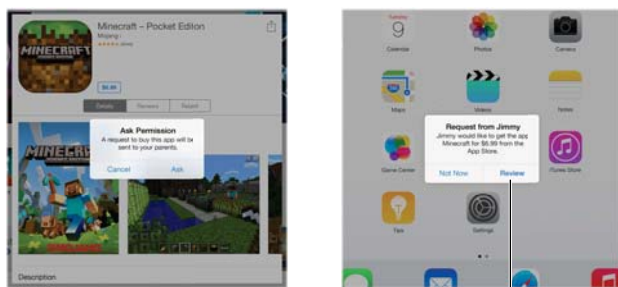 Minecraft – Pocket Editon
Mojang
MINECRAFT
$6.99
Details
Reviews
Related
Ask Permission
A request to buy this app will be
sent to your parents.
Cancel
Ask
MINECRAFT
Description
Tuesday
9
Calendar
Photos
Camera
Maps
Videos
Notes
Request from Jimmy
Jimmy would like to get the app
Minecraft for $6.99 from the
App Store.
Not Now
Review
Game Center
iTunes Store
Tips
Settings